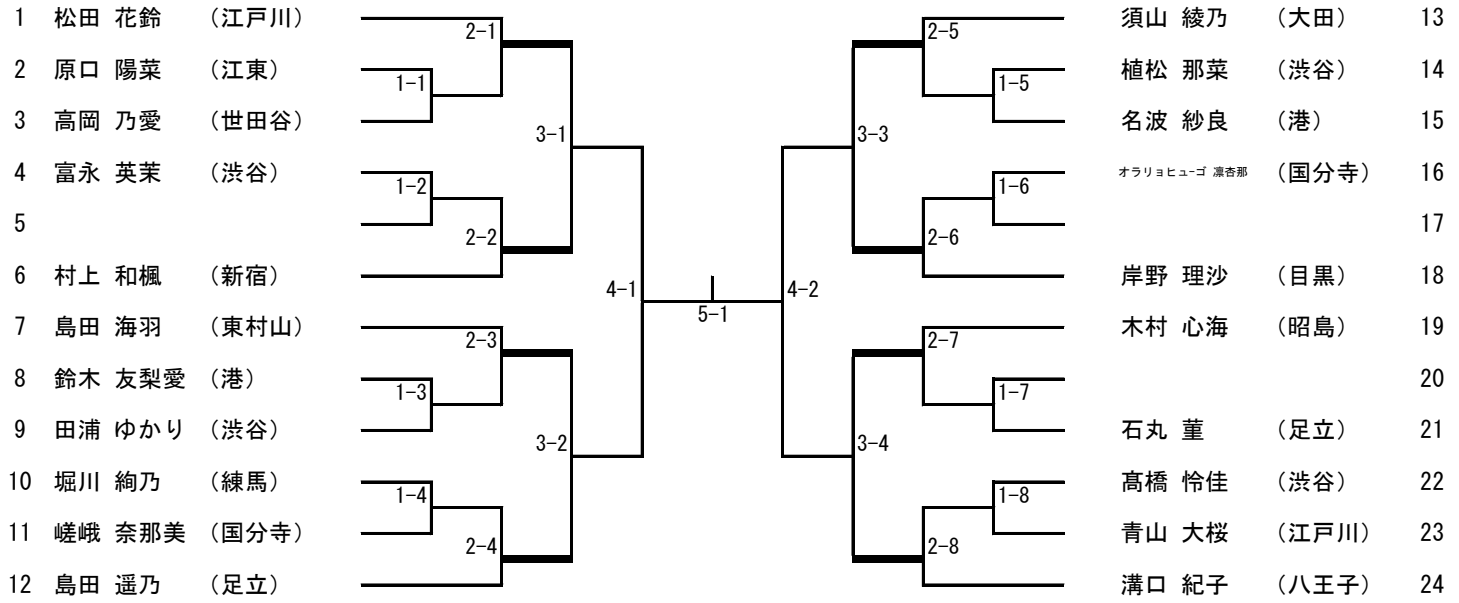 1 松田 花鈴 （江戸川） 2-1 2-5 須山 綾乃 （大田） 13
2 原口 陽菜 （江東） 1-1 1-5 植松 那菜 （渋谷） 14
3 高岡 乃愛 （世田谷） 3-1 3-3 名波 紗良 （港） 15
4 富永 英茉 （渋谷） 1-2 1-6 オラリョヒューゴ 凛杏那 （国分寺） 16
5 2-2 2-6 17
6 村上 和楓 （新宿） 4-1 4-2 岸野 理沙 （目黒） 18
5-1
7 島田 海羽 （東村山） 2-3 2-7 木村 心海 （昭島） 19
8 鈴木 友梨愛 （港） 1-3 1-7 20
9 田浦 ゆかり （渋谷） 3-2 3-4 石丸 菫 （足立） 21
10 堀川 絢乃 （練馬） 1-4 1-8 髙橋 怜佳 （渋谷） 22
11 嵯峨 奈那美 （国分寺） 2-4 2-8 青山 大桜 （江戸川） 23
12 島田 遥乃 （足立） 溝口 紀子 （八王子） 24